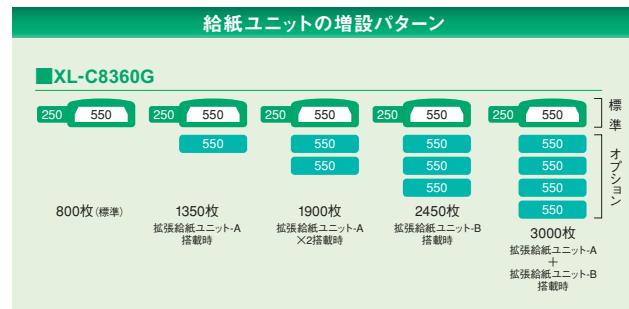 給紙ユニットの増設パターン
■XL-C8360G
250 550
800枚(標準)
250 550
550
1350枚
拡張給紙ユニット-A
搭載時
250 550
550
550
1900枚
拡張給紙ユニット-A
×2搭載時
250 550
550
550
550
2450枚
拡張給紙ユニット-B
搭載時
250 550
550
550
550
550
3000枚
拡張給紙ユニット-A
+
拡張給紙ユニット-B
搭載時
標準
オプション